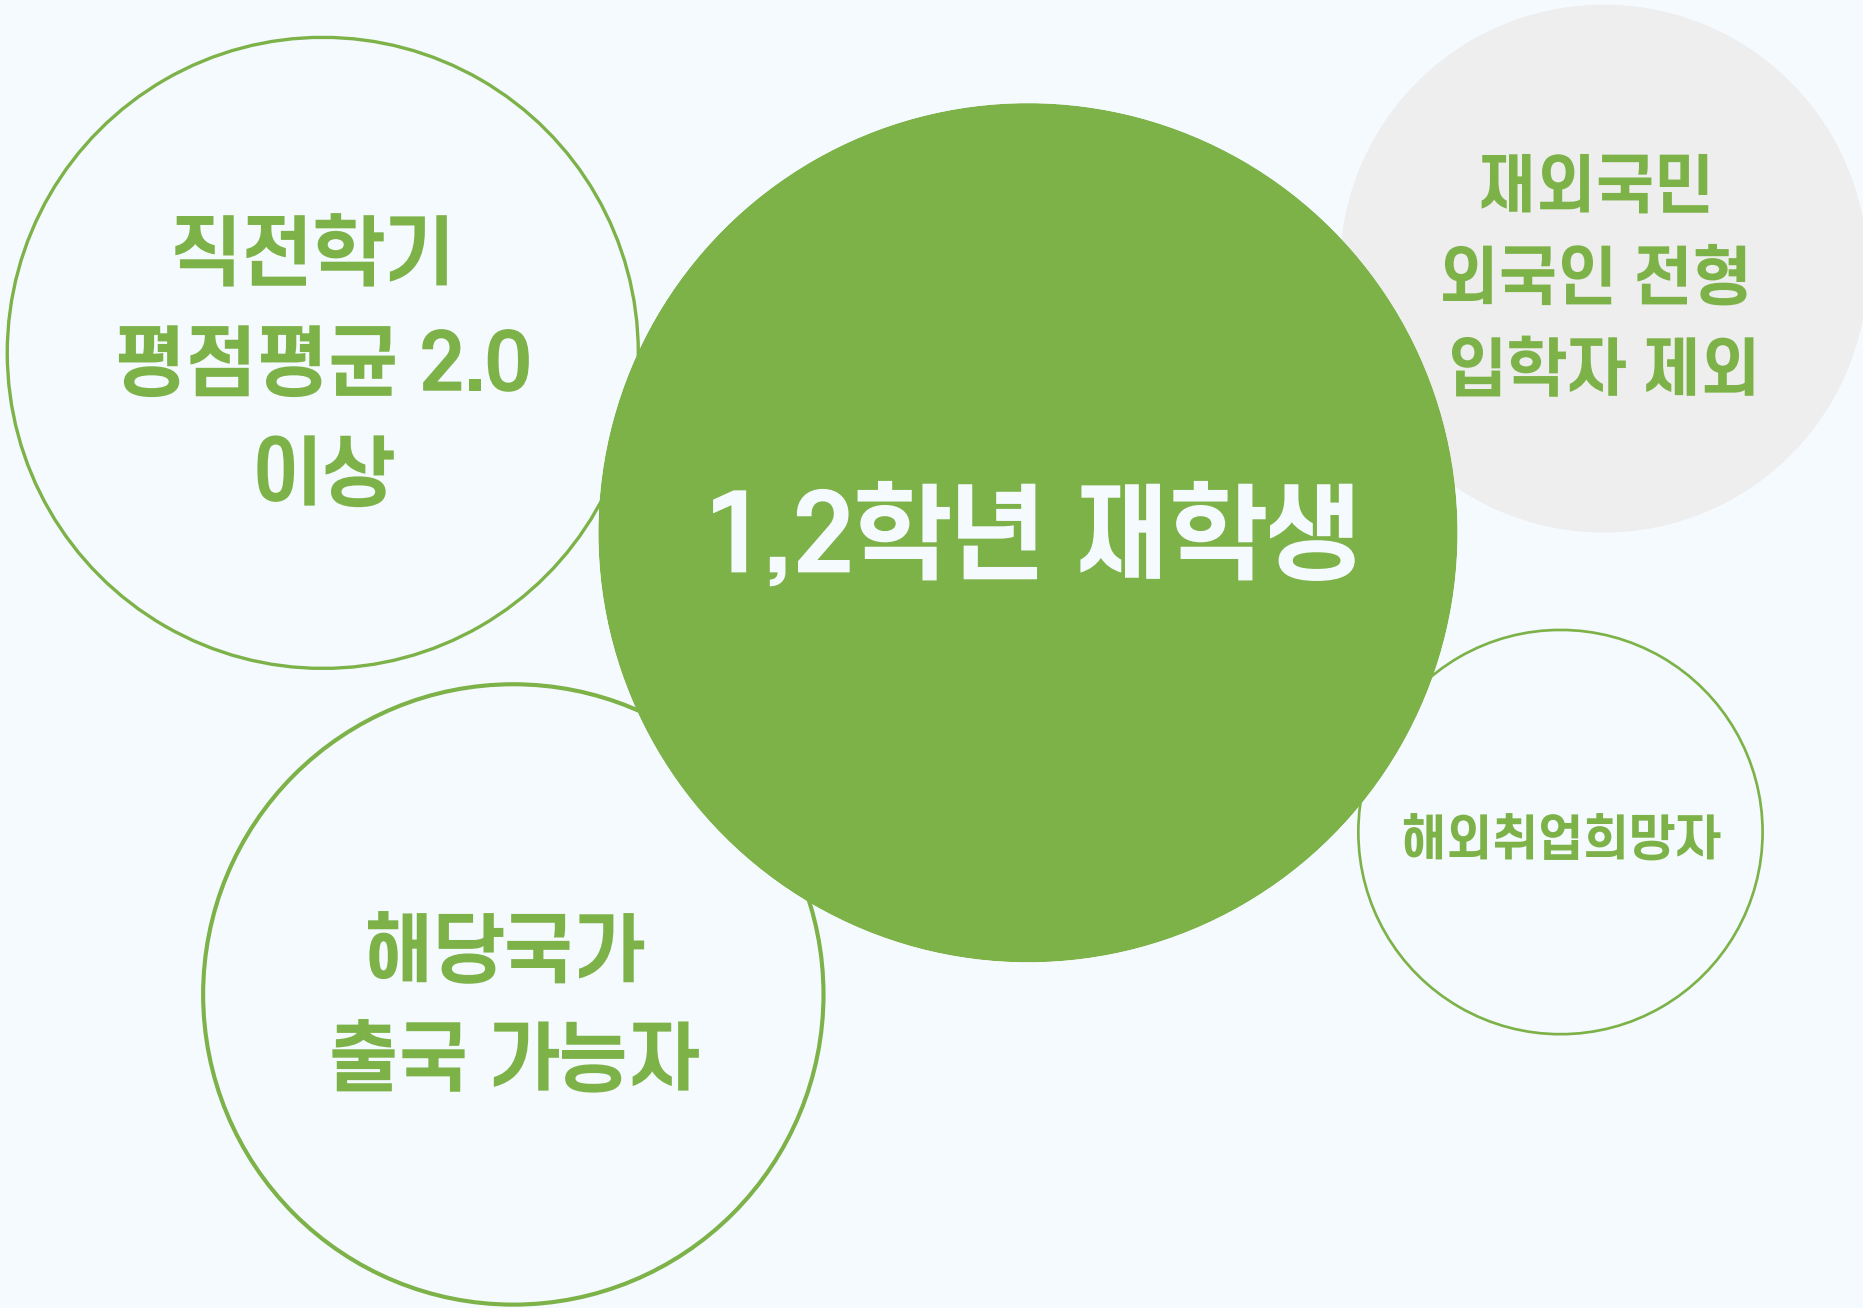 직전학기
평점평균 2.0
이상
1,2학년 재학생
재외국민
외국인 전형
입학자 제외
해당국가
출국 가능자
해외취업희망자